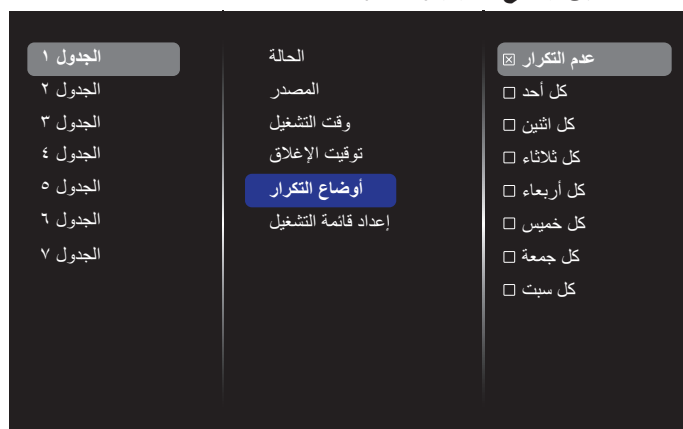 الجدول ١
الجدول ٢
الجدول ٣
الجدول ٤
الجدول ٥
الجدول ٦
الجدول ٧
الحالة
المصدر
وقت التشغيل
توقيت الإغلاق
أوضاع التكرار
إعداد قائمة التشغيل
عدم التكرار
كل أحد
كل اثنين
كل ثلاثاء
كل أربعاء
كل خميس
كل جمعة
كل سبت